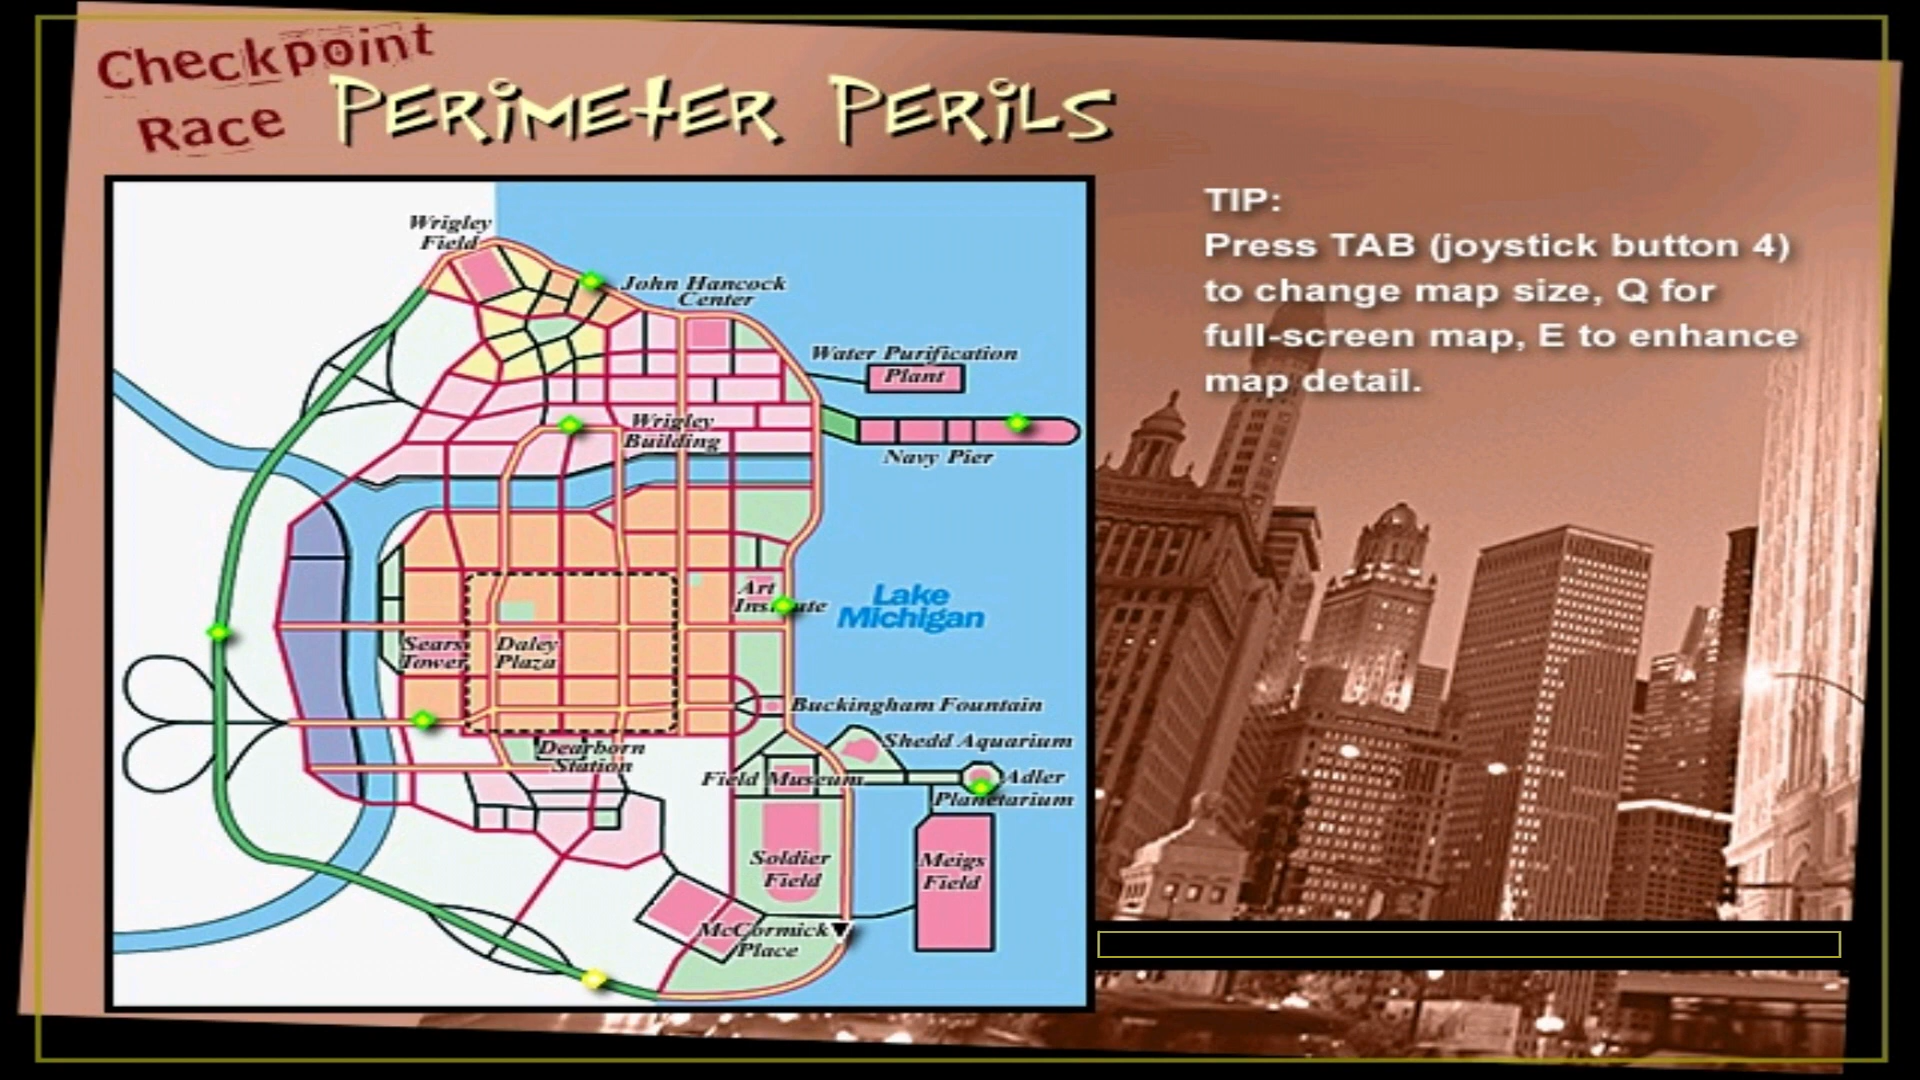 Checkpoint
Race
PERIMETER PERILS
TIP:
Press TAB (joystick button 4)
to change map size, Q for
full-screen map, E to enhance
map detail.
Wrigley
Field
John Hancock
Center
Water Purification
Plant
Wrigley
Building
Navy Pier
Art
Institute
Lake
Michigan
Sears
Tower
Daley
Plaza
Buckingham Fountain
Shedd Aquarium
Dearborn
Station
Field Museum
Adler
Planetarium
Soldier
Field
Meigs
Field
McCormick
Place